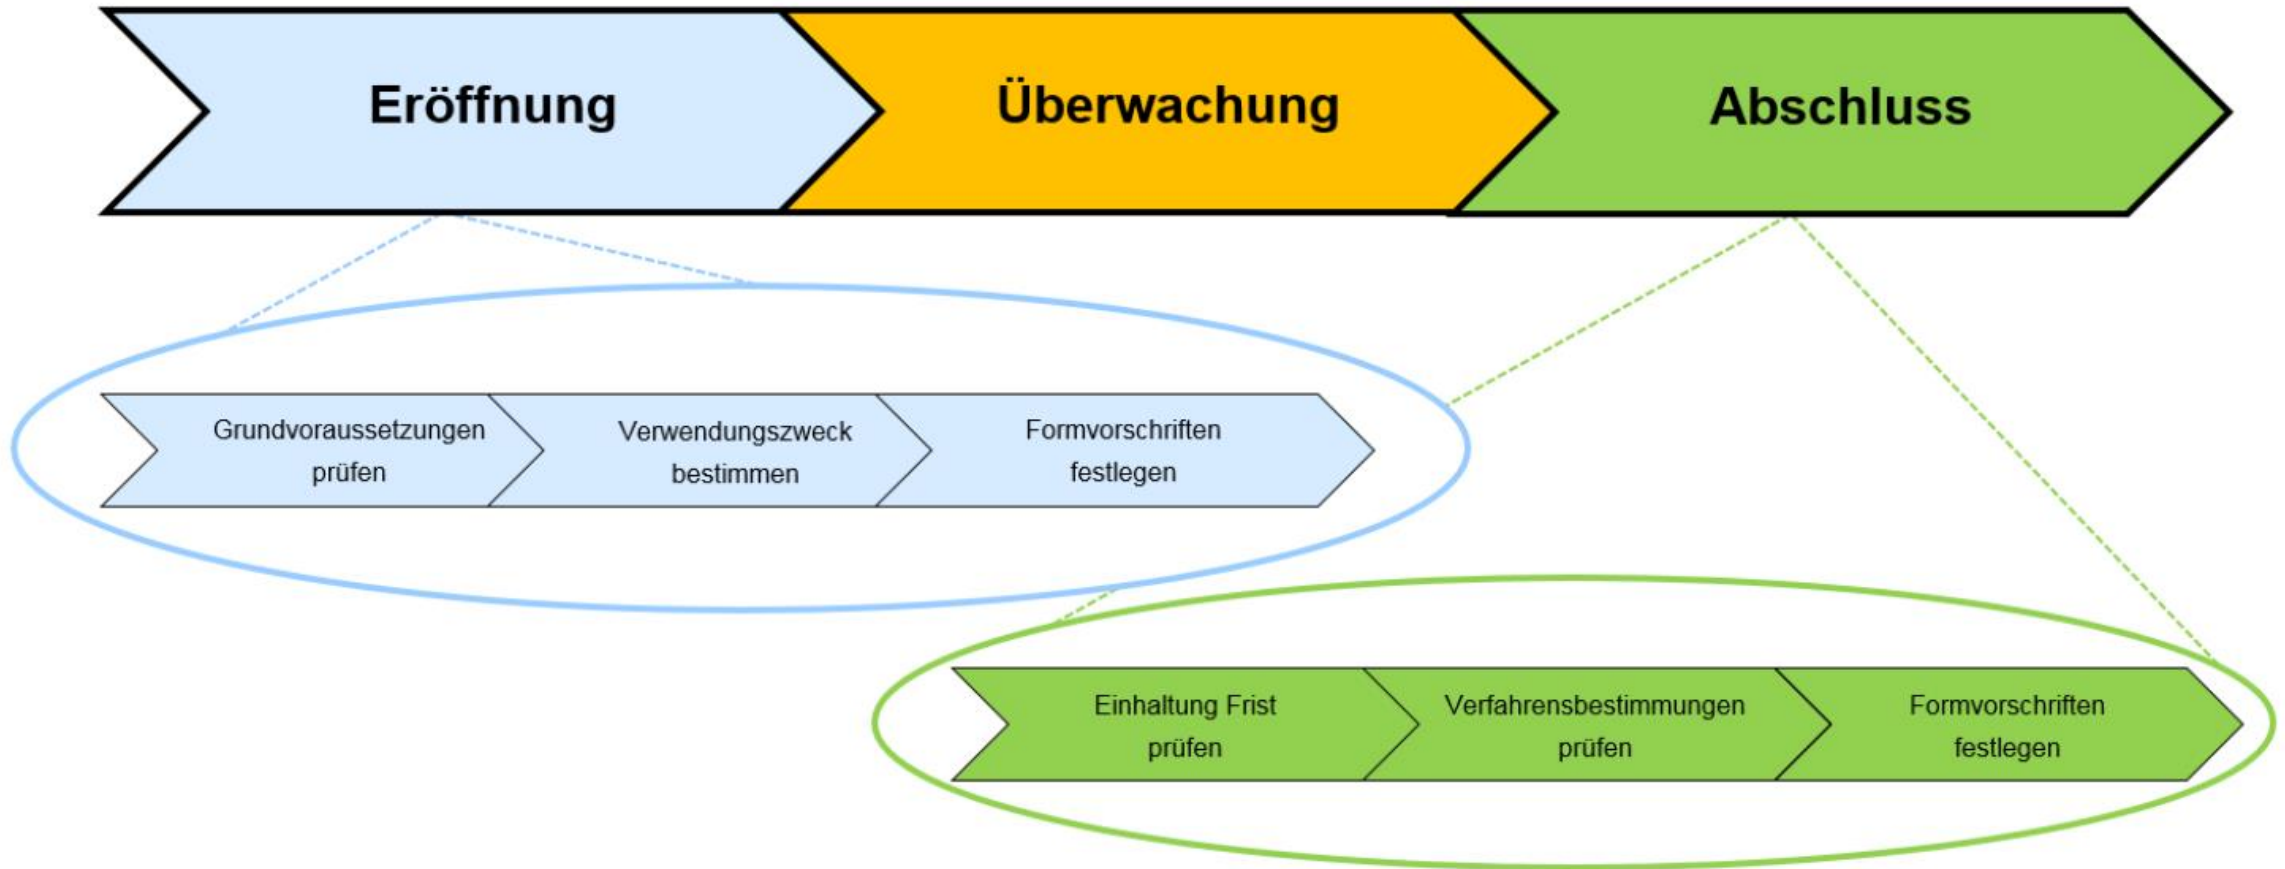 Eröffnung
Überwachung
Abschluss
Grundvoraussetzungen
prüfen
Verwendungszweck
bestimmen
Formvorschriften
festlegen
Einhaltung Frist
prüfen
Verfahrensbestimmungen
prüfen
Formvorschriften
festlegen